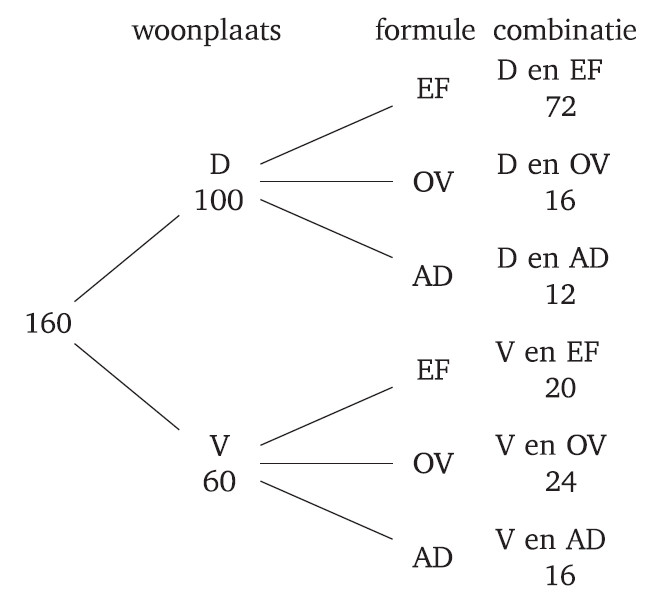 woonplaats formule combinatie
EF D en EF
72
D
100
OV D en OV
16
AD D en AD
12
160
EF V en EF
20
V
60
OV V en OV
24
AD V en AD
16